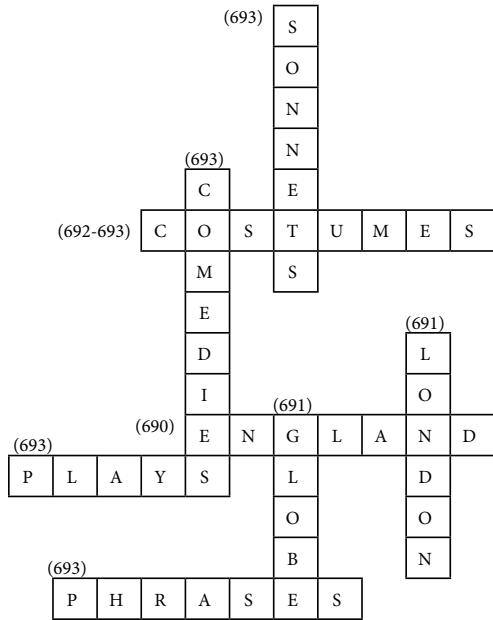 (693) S
O
N
N
(693)
C E
(692-693) C O S T U M E S
M S
E
(691)
D L
I O
(691)
(690) E N G L A N D
(693)
P L A Y S L D
O O
B N
(693)
P H R A S E S